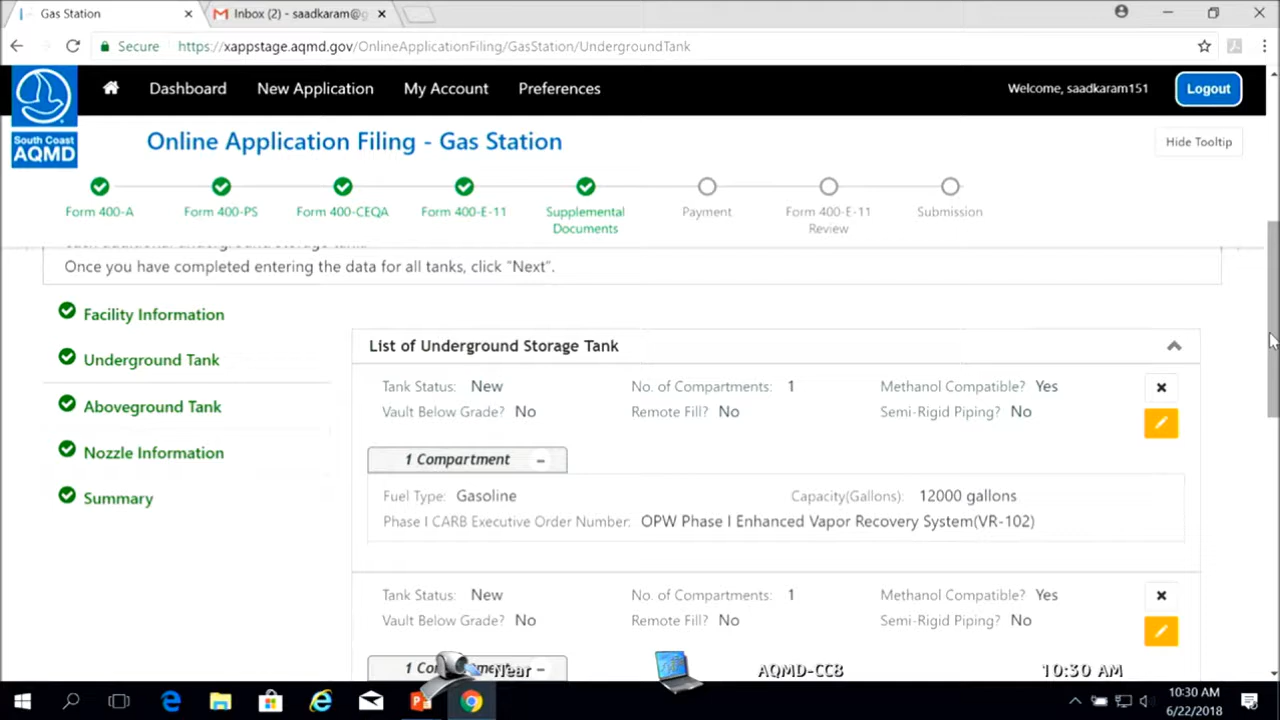 Gas Station
Inbox (2) - saadkaram@g
Secure https://xappstage.aqmd.gov/OnlineApplicationFiling/GasStation/UndergroundTank
South Coast
AQMD
Dashboard New Application My Account Preferences Welcome, saadkaram151 Logout
Online Application Filing - Gas Station Hide Tooltip
Form 400-A Form 400-PS Form 400-CEQA Form 400-E-11 Supplemental Documents Payment Form 400-E-11 Review Submission
each additional underground storage tank.
Once you have completed entering the data for all tanks, click "Next".
Facility Information
Underground Tank
Aboveground Tank
Nozzle Information
Summary
List of Underground Storage Tank
Tank Status: New No. of Compartments: 1 Methanol Compatible? Yes
Vault Below Grade? No Remote Fill? No Semi-Rigid Piping? No
1 Compartment –
Fuel Type: Gasoline Capacity(Gallons): 12000 gallons
Phase I CARB Executive Order Number: OPW Phase I Enhanced Vapor Recovery System(VR-102)
Tank Status: New No. of Compartments: 1 Methanol Compatible? Yes
Vault Below Grade? No Remote Fill? No Semi-Rigid Piping? No
Near AQMD-CC8 10:30 AM
10:30 AM
6/22/2018